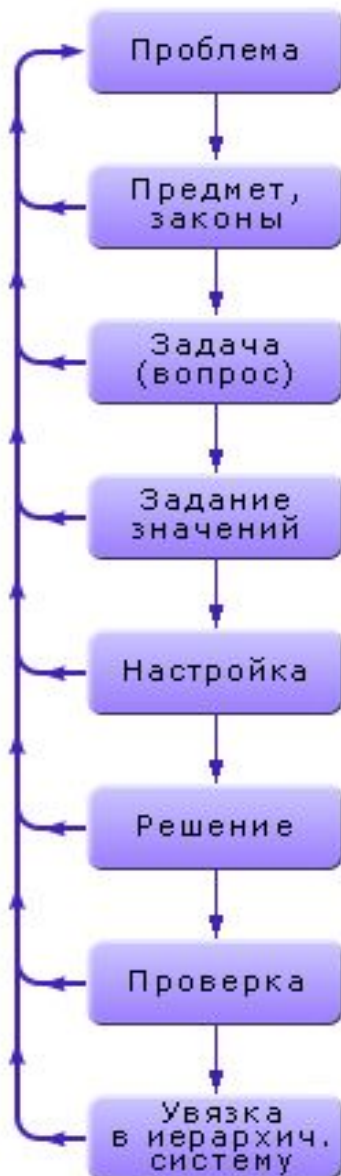 Проблема
Предмет,
законы
Задача
(вопрос)
Задание
значений
Настройка
Решение
Проверка
Увязка
в иерархич.
систему